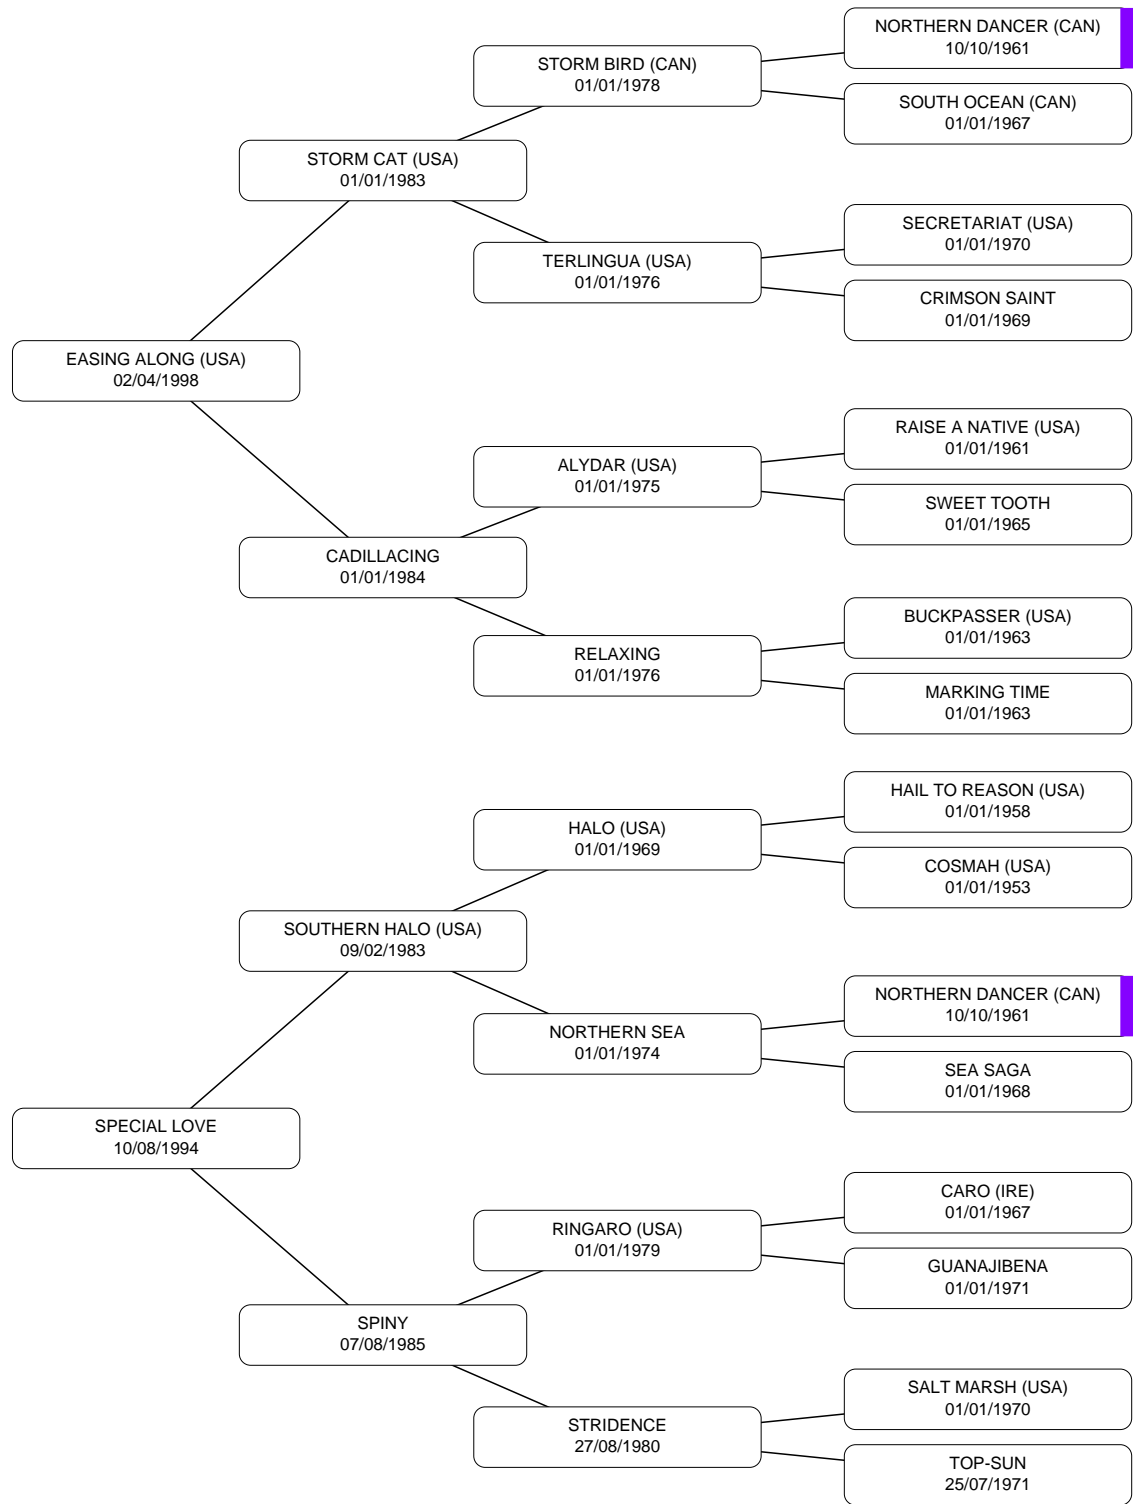 NORTHERN DANCER (CAN)
10/10/1961
STORM BIRD (CAN)
01/01/1978
SOUTH OCEAN (CAN)
01/01/1967
STORM CAT (USA)
01/01/1983
SECRETARIAT (USA)
01/01/1970
TERLINGUA (USA)
01/01/1976
CRIMSON SAINT
01/01/1969
EASING ALONG (USA)
02/04/1998
RAISE A NATIVE (USA)
01/01/1961
ALYDAR (USA)
01/01/1975
SWEET TOOTH
01/01/1965
CADILLACING
01/01/1984
BUCKPASSER (USA)
01/01/1963
RELAXING
01/01/1976
MARKING TIME
01/01/1963
HAIL TO REASON (USA)
01/01/1958
HALO (USA)
01/01/1969
COSMAH (USA)
01/01/1953
SOUTHERN HALO (USA)
09/02/1983
NORTHERN DANCER (CAN)
10/10/1961
NORTHERN SEA
01/01/1974
SEA SAGA
01/01/1968
SPECIAL LOVE
10/08/1994
CARO (IRE)
01/01/1967
RINGARO (USA)
01/01/1979
GUANAJIBENA
01/01/1971
SPINY
07/08/1985
SALT MARSH (USA)
01/01/1970
STRIDENCE
27/08/1980
TOP-SUN
25/07/1971